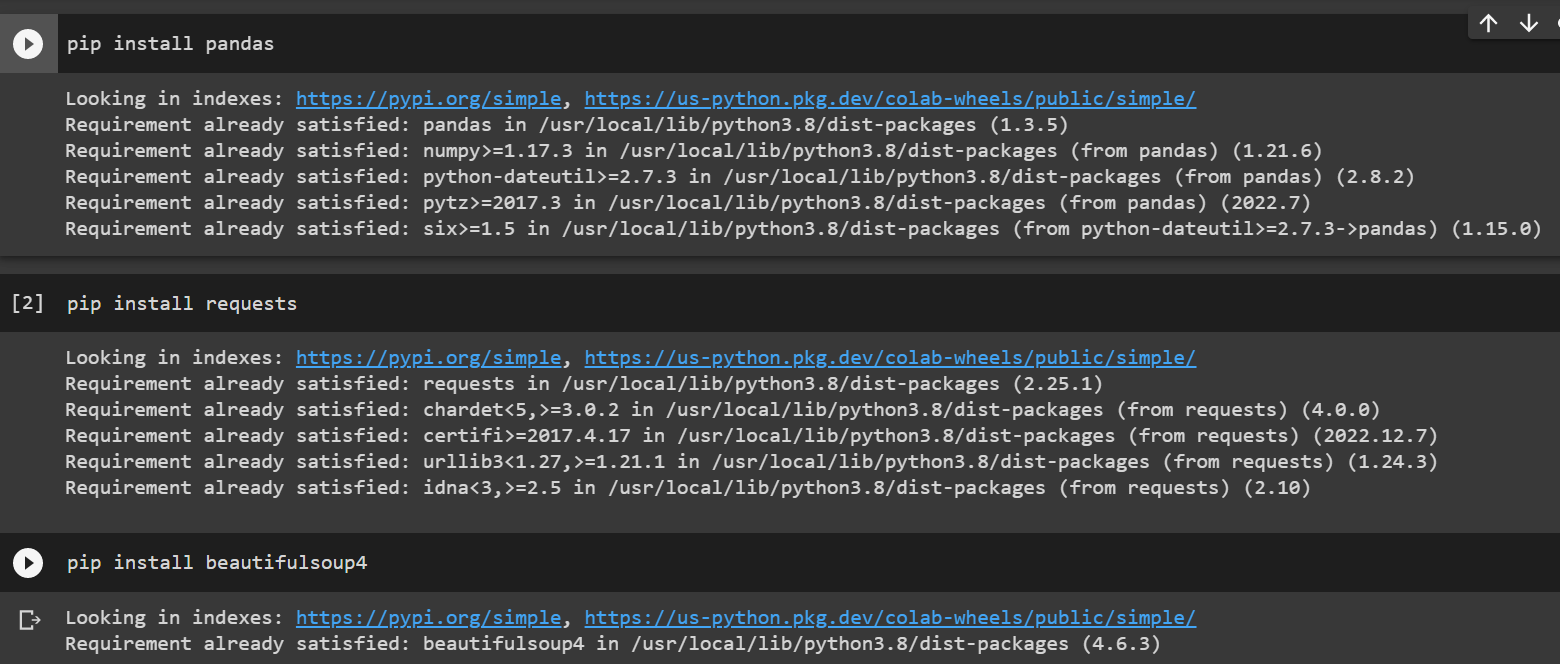 pip install pandas
Looking in indexes: https://pypi.org/simple, https://us-python.pkg.dev/colab-wheels/public/simple/
Requirement already satisfied: pandas in /usr/local/lib/python3.8/dist-packages (1.3.5)
Requirement already satisfied: numpy>=1.17.3 in /usr/local/lib/python3.8/dist-packages (from pandas) (1.21.6)
Requirement already satisfied: python-dateutil>=2.7.3 in /usr/local/lib/python3.8/dist-packages (from pandas) (2.8.2)
Requirement already satisfied: pytz>=2017.3 in /usr/local/lib/python3.8/dist-packages (from pandas) (2022.7)
Requirement already satisfied: six>=1.5 in /usr/local/lib/python3.8/dist-packages (from python-dateutil>=2.7.3->pandas) (1.15.0)
[2] pip install requests
Looking in indexes: https://pypi.org/simple, https://us-python.pkg.dev/colab-wheels/public/simple/
Requirement already satisfied: requests in /usr/local/lib/python3.8/dist-packages (2.25.1)
Requirement already satisfied: chardet<5,>=3.0.2 in /usr/local/lib/python3.8/dist-packages (from requests) (4.0.0)
Requirement already satisfied: certifi>=2017.4.17 in /usr/local/lib/python3.8/dist-packages (from requests) (2022.12.7)
Requirement already satisfied: urllib3<1.27,>=1.21.1 in /usr/local/lib/python3.8/dist-packages (from requests) (1.24.3)
Requirement already satisfied: idna<3,>=2.5 in /usr/local/lib/python3.8/dist-packages (from requests) (2.10)
pip install beautifulsoup4
Looking in indexes: https://pypi.org/simple, https://us-python.pkg.dev/colab-wheels/public/simple/
Requirement already satisfied: beautifulsoup4 in /usr/local/lib/python3.8/dist-packages (4.6.3)